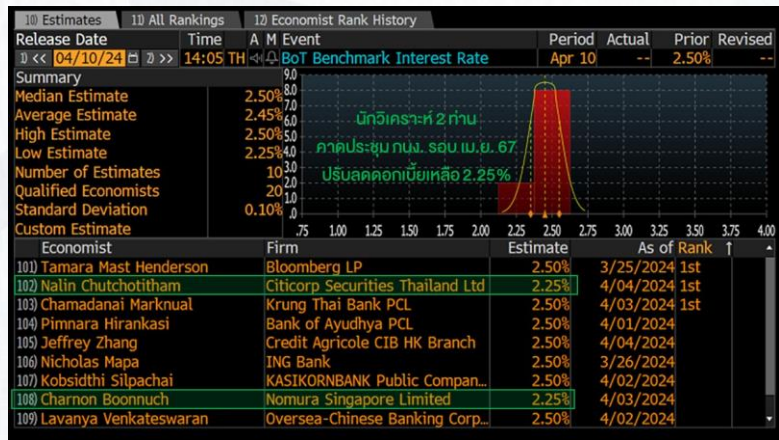 10) Estimates 11) All Rankings 12) Economist Rank History
Release Date Time A M Event Period Actual Prior Revised
1) << 04/10/24 2) >> 14:05 TH BoT Benchmark Interest Rate Apr 10 -- 2.50% --
Summary
Median Estimate 2.50%
Average Estimate 2.45%
High Estimate 2.50%
Low Estimate 2.25%
Number of Estimates 10
Qualified Economists 20
Standard Deviation 0.10%
Custom Estimate
9.0
8.0
6.0
5.0
4.0
3.0
2.0
1.0
.0
นักวิเคราะห์ 2 ท่าน
คาดประชุม กนง. รอบ เม.ย. 67
ปรับลดดอกเบี้ยเหลือ 2.25%
.75 1.00 1.25 1.50 1.75 2.00 2.25 2.50 2.75 3.00 3.25 3.50 3.75 4.00
Economist Firm Estimate As of Rank ↑
101) Tamara Mast Henderson Bloomberg LP 2.50% 3/25/2024 1st
102) Nalin Chutchotitham Citicorp Securities Thailand Ltd 2.25% 4/04/2024 1st
103) Chamadanai Marknual Krung Thai Bank PCL 2.50% 4/03/2024 1st
104) Pimnara Hirankasi Bank of Ayudhya PCL 2.50% 4/01/2024
105) Jeffrey Zhang Credit Agricole CIB HK Branch 2.50% 4/04/2024
106) Nicholas Mapa ING Bank 2.50% 3/26/2024
107) Kobsidthi Silpachai KASIKORNBANK Public Compan... 2.50% 4/02/2024
108) Charnon Boonnuch Nomura Singapore Limited 2.25% 4/03/2024
109) Lavanya Venkateswaran Oversea-Chinese Banking Corp... 2.50% 4/02/2024